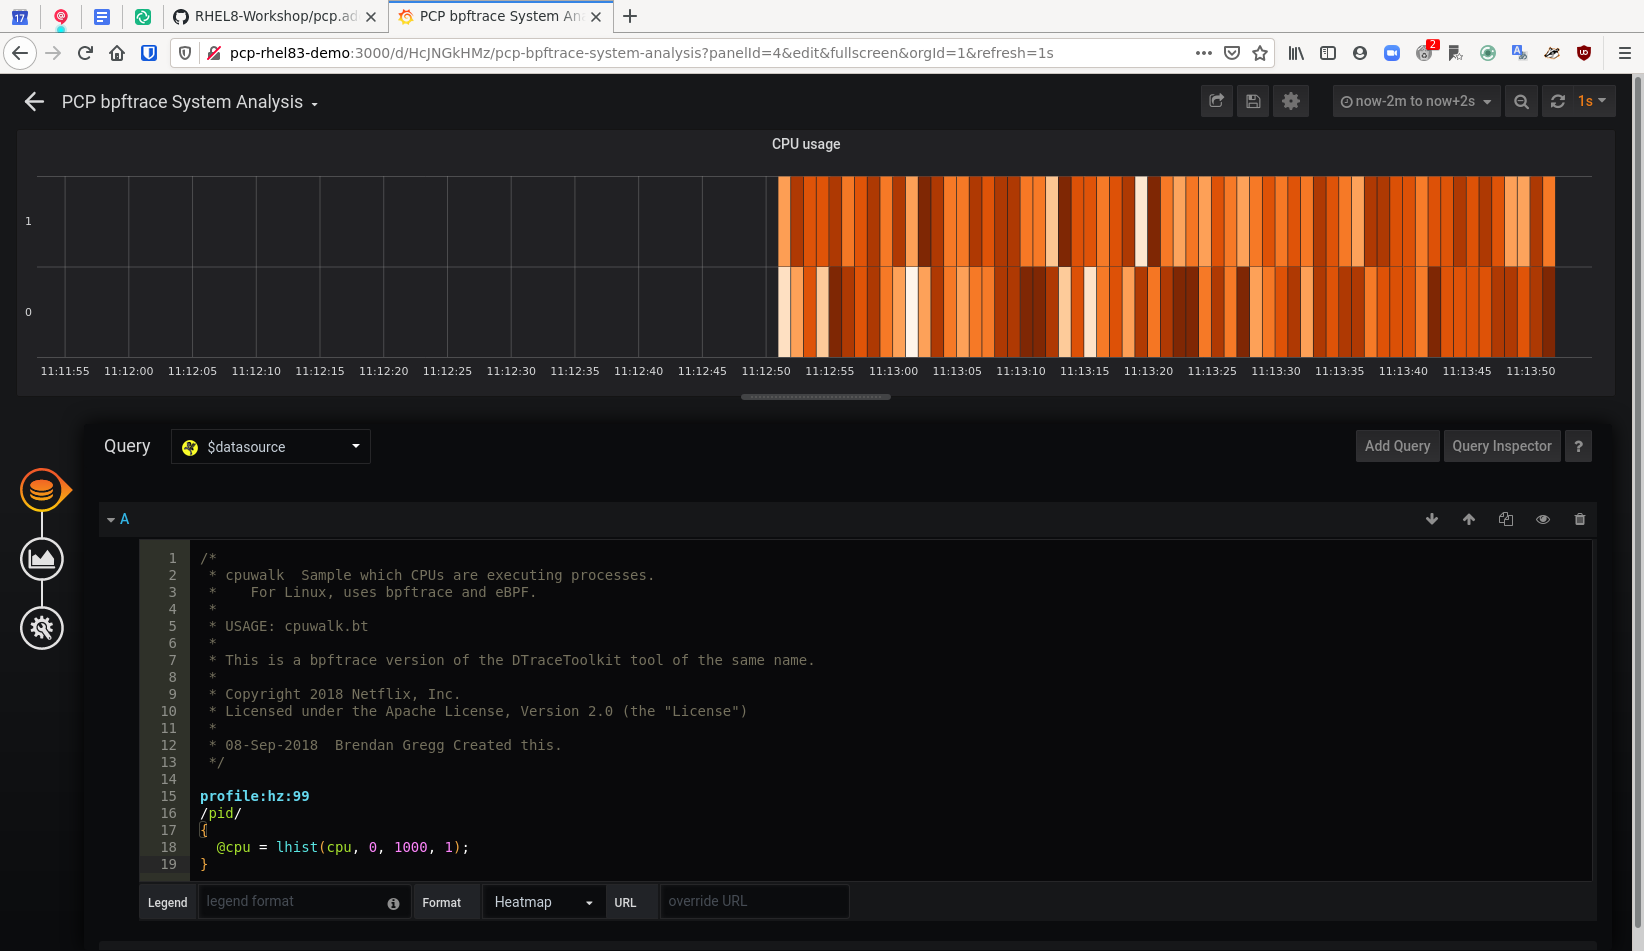 17
RHEL8-Workshop/pcp.ad
PCP bpftrace System An
pcp-rhel83-demo:3000/d/HcJNGkHMz/pcp-bpftrace-system-analysis?panelId=4&edit&fullscreen&orgId=1&refresh=1s
2
PCP bpftrace System Analysis
now-2m to now+2s
1s
CPU usage
1
0
11:11:55 11:12:00 11:12:05 11:12:10 11:12:15 11:12:20 11:12:25 11:12:30 11:12:35 11:12:40 11:12:45 11:12:50 11:12:55 11:13:00 11:13:05 11:13:10 11:13:15 11:13:20 11:13:25 11:13:30 11:13:35 11:13:40 11:13:45 11:13:50
Query
$datasource
Add Query
Query Inspector
?
A
1 /*
2 * cpuwalk  Sample which CPUs are executing processes.
3 *    For Linux, uses bpftrace and eBPF.
4 *
5 * USAGE: cpuwalk.bt
6 *
7 * This is a bpftrace version of the DTraceToolkit tool of the same name.
8 *
9 * Copyright 2018 Netflix, Inc.
10 * Licensed under the Apache License, Version 2.0 (the "License")
11 *
12 * 08-Sep-2018  Brendan Gregg Created this.
13 */
14
15 profile:hz:99
16 /pid/
17 {
18   @cpu = lhist(cpu, 0, 1000, 1);
19 }
Legend
legend format
Format
Heatmap
URL
override URL